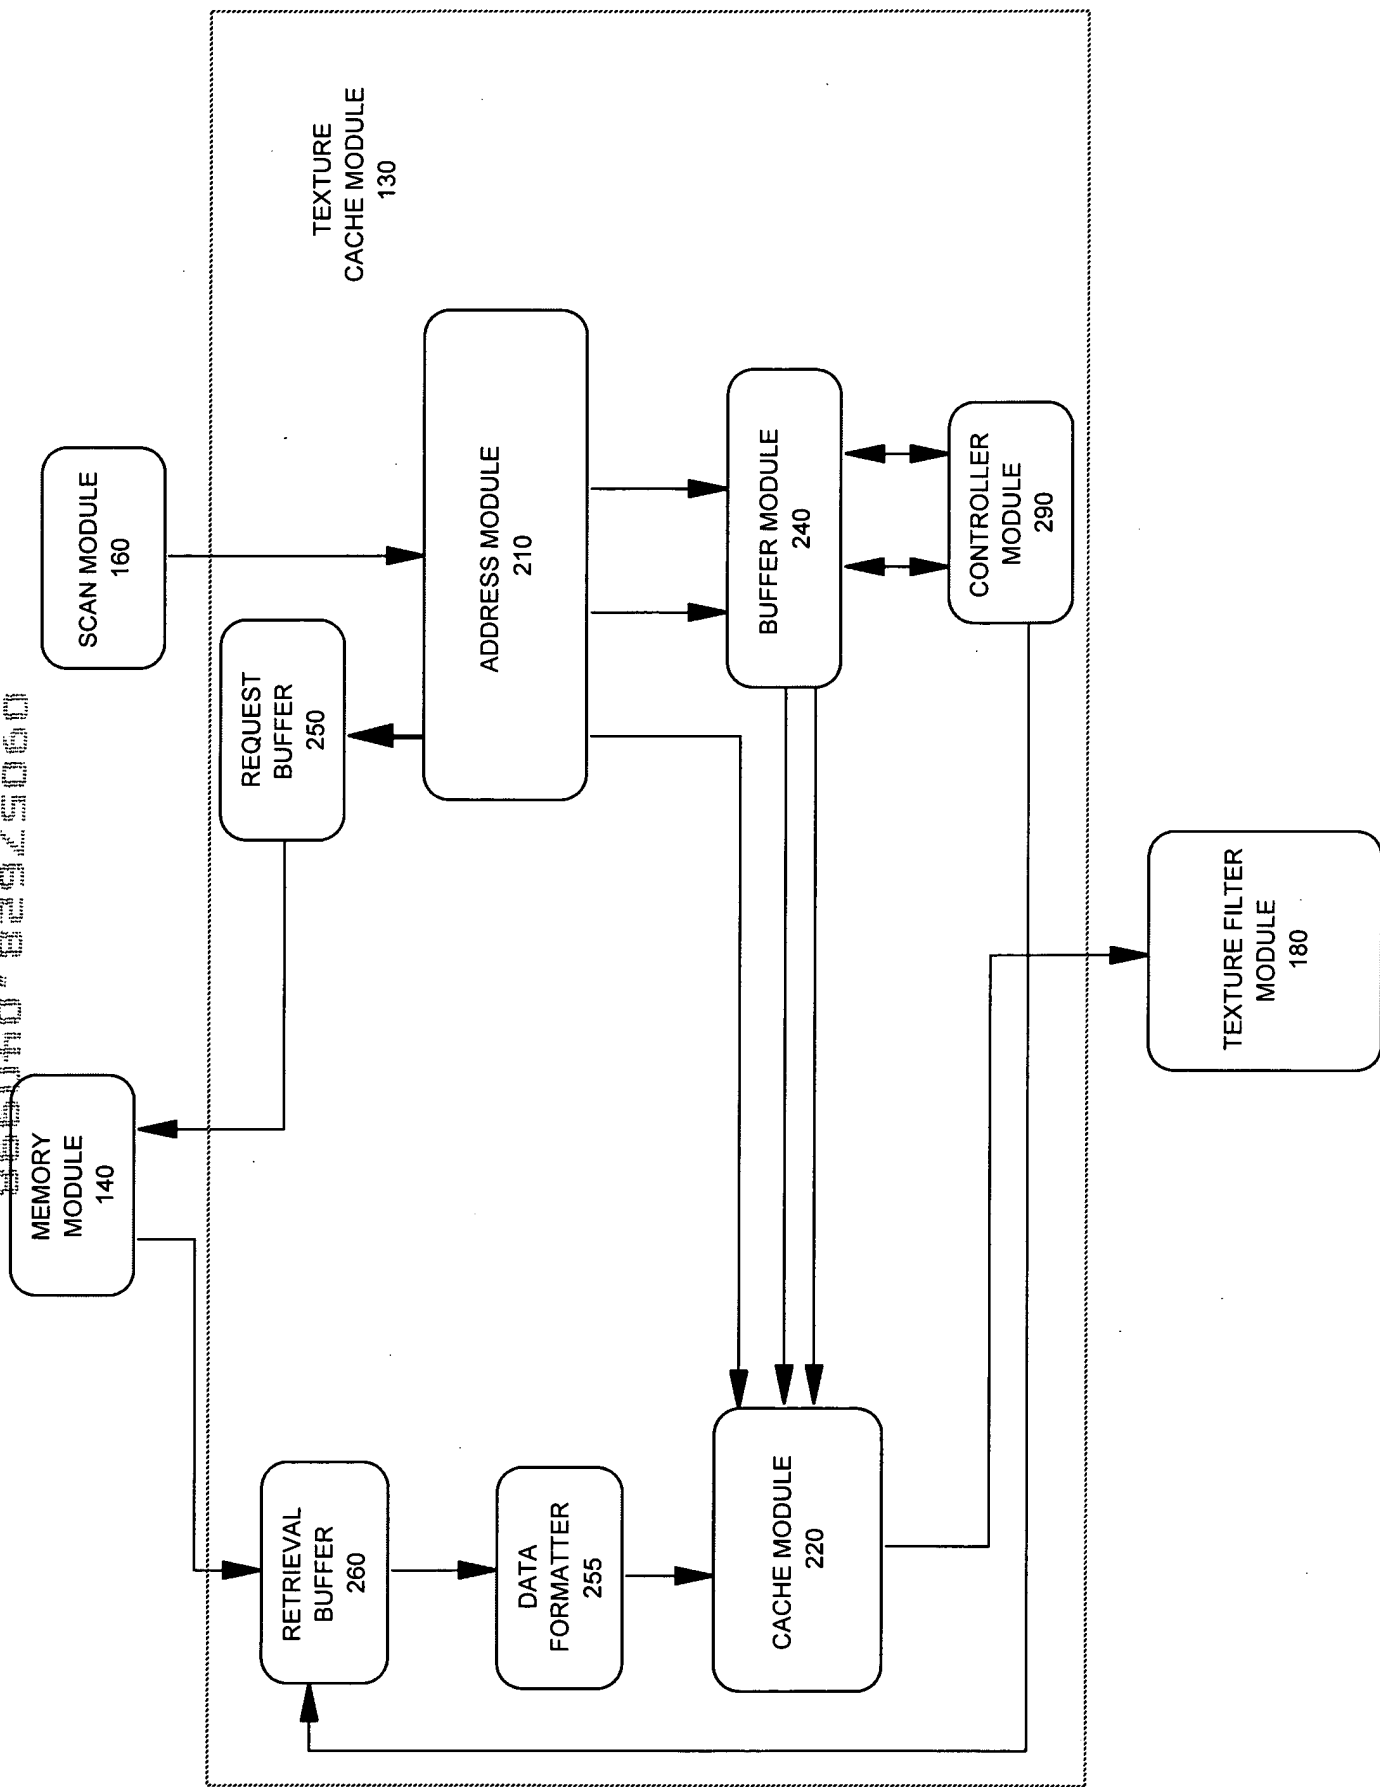 MEMORY
MODULE
140
SCAN MODULE
160
RETRIEVAL
BUFFER
260
REQUEST
BUFFER
250
TEXTURE
CACHE MODULE
130
DATA
FORMATTER
255
ADDRESS MODULE
210
CACHE MODULE
220
BUFFER MODULE
240
CONTROLLER
MODULE
290
TEXTURE FILTER
MODULE
180